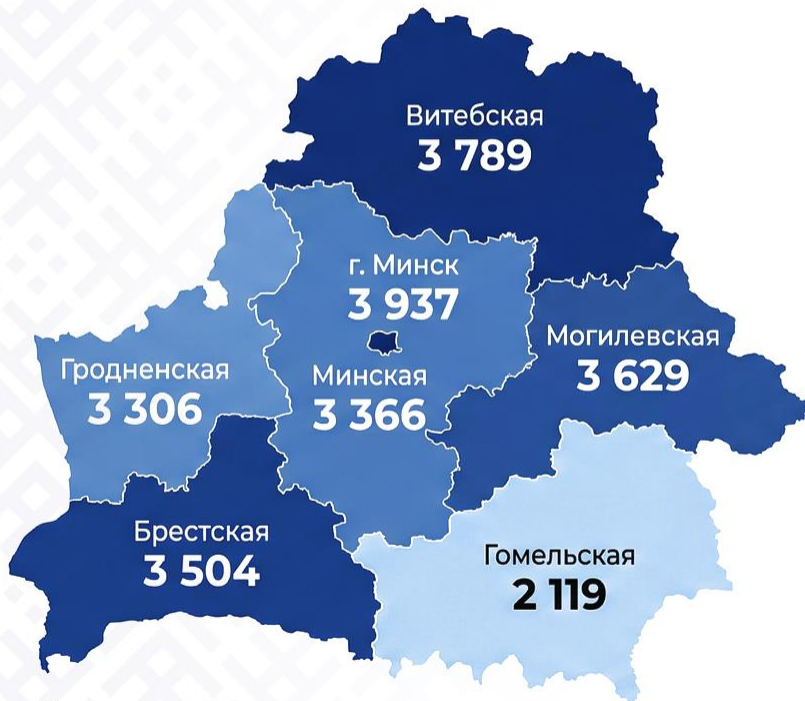 Витебская
3 789
г. Минск
3 937
Могилевская
3 629
Гродненская
3 306
Минская
3 366
Брестская
3 504
Гомельская
2 119